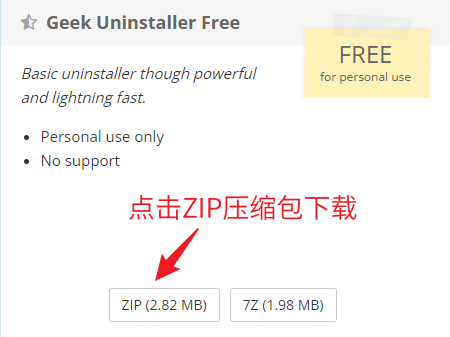 Geek Uninstaller Free
FREE
for personal use
Basic uninstaller though powerful
and lightning fast.
• Personal use only
• No support
点击ZIP压缩包下载
ZIP (2.82 MB)
7Z (1.98 MB)